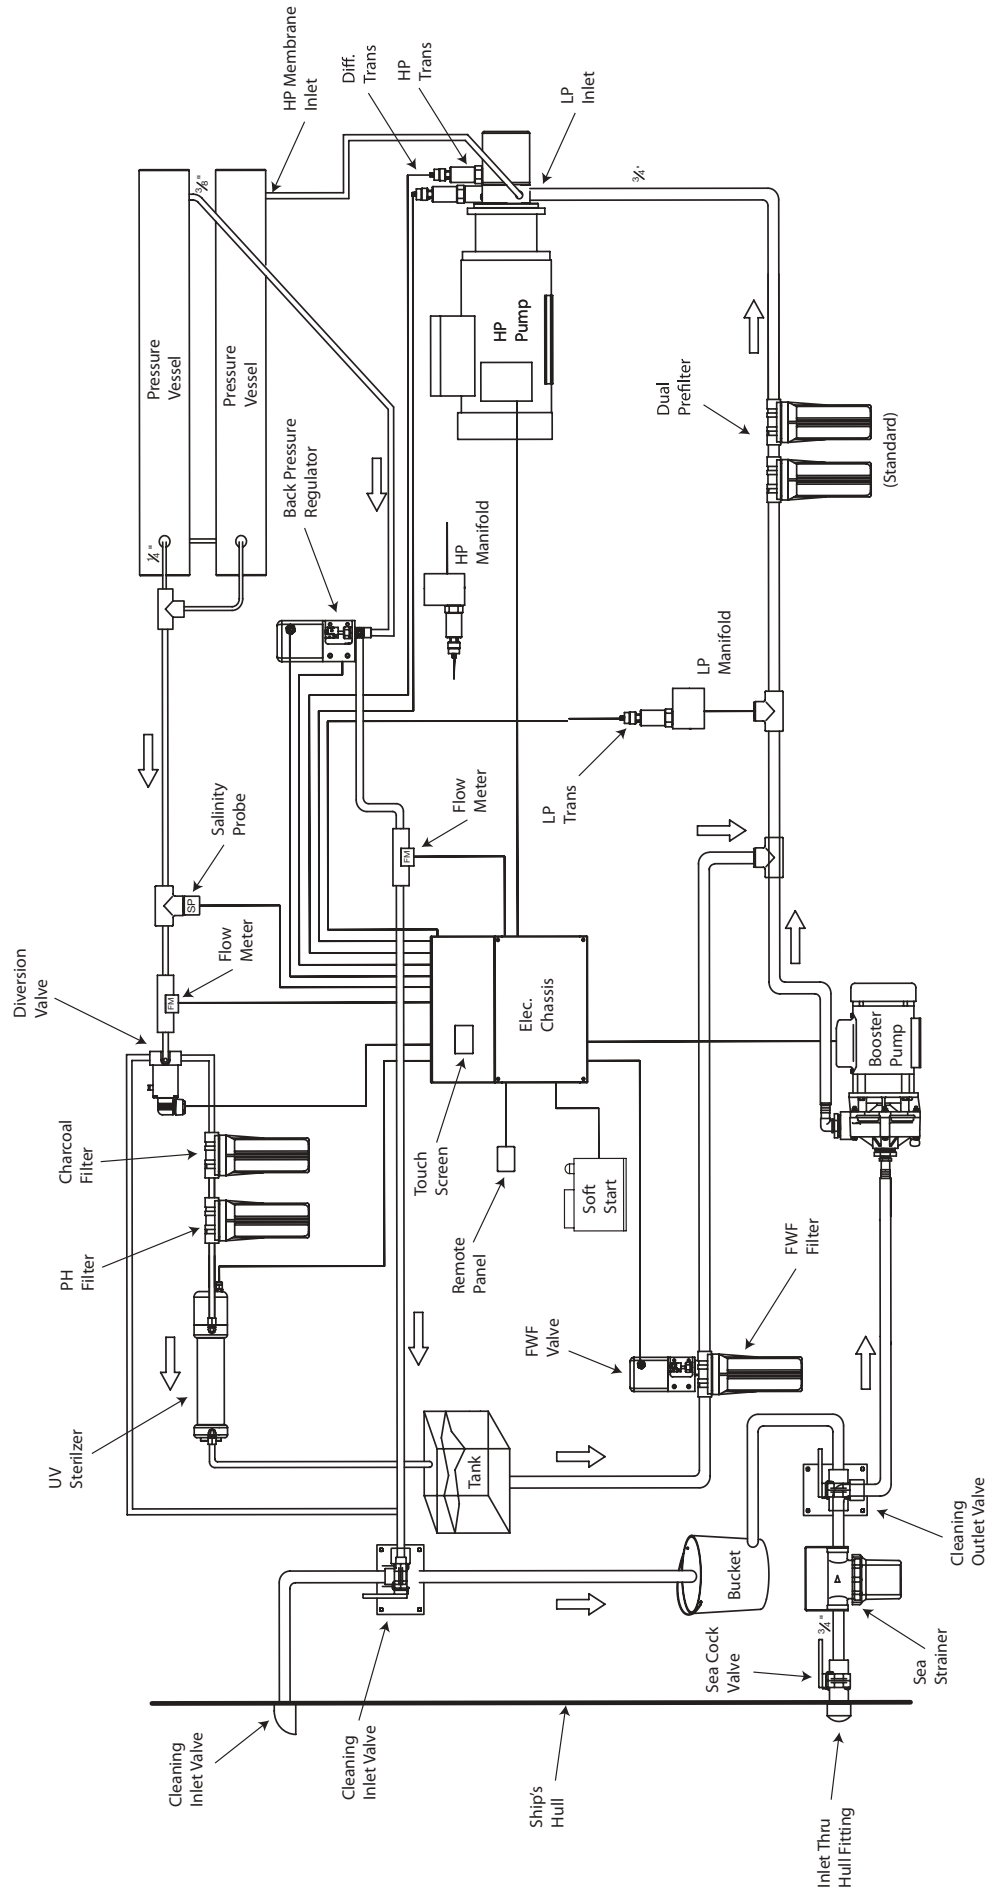 Cleaning
Inlet Valve
Cleaning
Inlet Valve
Ship's
Hull
Inlet Thru
Hull Fitting
Sea Cock
Valve
Sea
Strainer
3/4"
Cleaning
Outlet Valve
Bucket
Tank
UV
Sterilzer
PH
Filter
Charcoal
Filter
Diversion
Valve
FM
Flow
Meter
SP
Salinity
Probe
1/4"
Pressure
Vessel
Pressure
Vessel
3/8"
HP Membrane
Inlet
Diff.
Trans
HP
Trans
LP
Inlet
3/4"
HP
Pump
Back Pressure
Regulator
HP
Manifold
Dual
Prefilter
(Standard)
LP
Manifold
LP
Trans
FM
Flow
Meter
Elec.
Chassis
Touch
Screen
Remote
Panel
Soft
Start
FWF
Valve
FWF
Filter
Booster
Pump